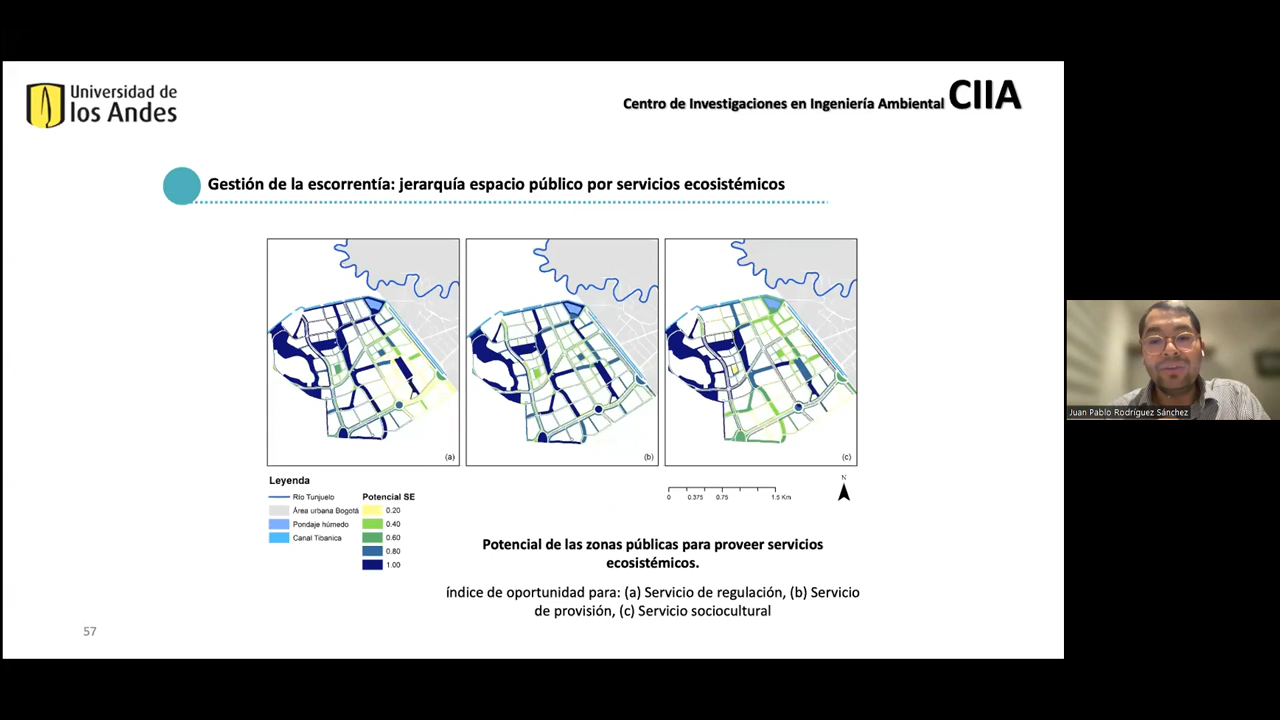 Universidad de
los Andes
Centro de Investigaciones en Ingeniería Ambiental CIIA
Gestión de la escorrentía: jerarquía espacio público por servicios ecosistémicos
(a)
(b)
(c)
Leyenda
Río Tunjuelo
Área urbana Bogotá
Pondaje húmedo
Canal Tibanica
Potencial SE
0.20
0.40
0.60
0.80
1.00
N
0 0.375 0.75 1.5 Km
Potencial de las zonas públicas para proveer servicios
ecosistémicos.
índice de oportunidad para: (a) Servicio de regulación, (b) Servicio
de provisión, (c) Servicio sociocultural
57
Juan Pablo Rodríguez Sánchez